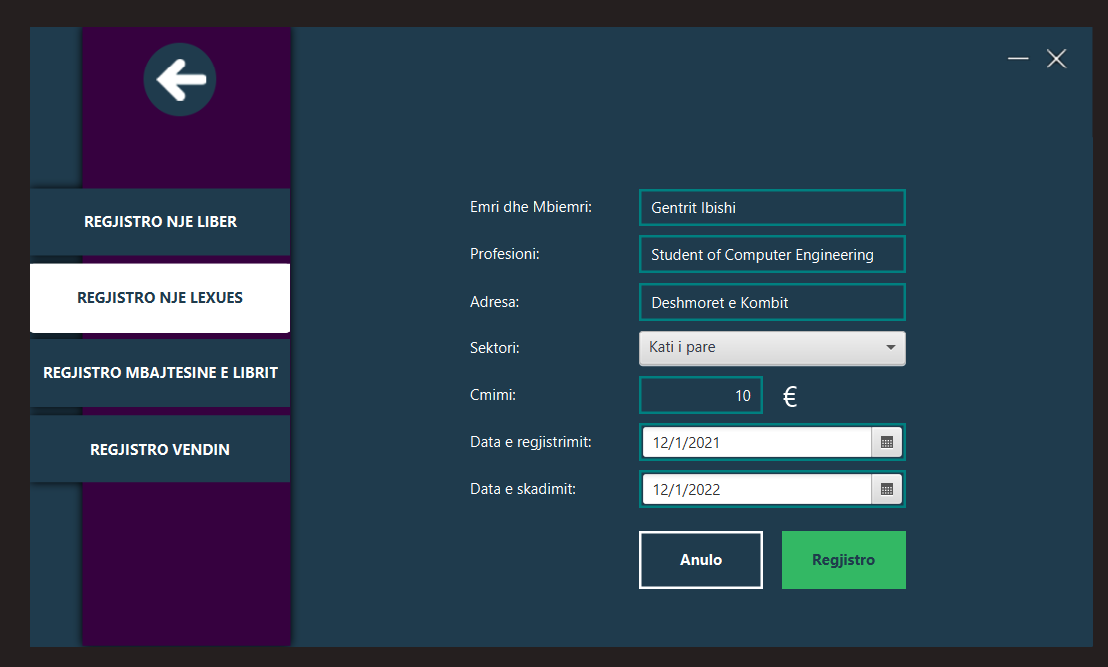 REGJISTRO NJE LIBER
REGJISTRO NJE LEXUES
REGJISTRO MBAJTESINE E LIBRIT
REGJISTRO VENDIN
Emri dhe Mbiemri: Gentrit Ibishi
Profesioni: Student of Computer Engineering
Adresa: Deshmoret e Kombit
Sektori: Kati i pare
Cmimi: 10 €
Data e regjistrimit: 12/1/2021
Data e skadimit: 12/1/2022
Anulo Regjistro